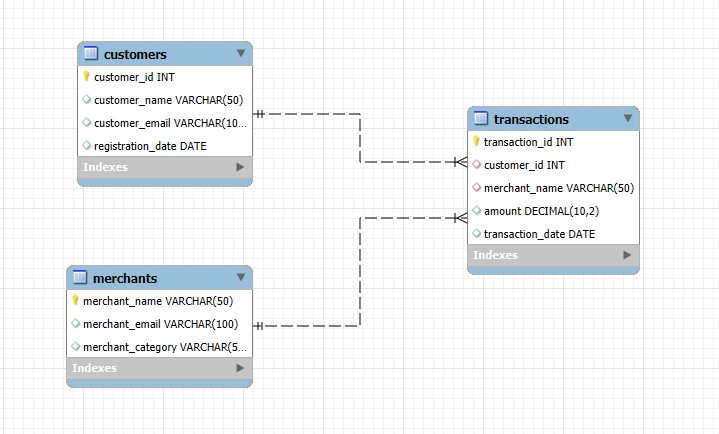 customers
customer_id INT
customer_name VARCHAR(50)
customer_email VARCHAR(10...
registration_date DATE
Indexes
transactions
transaction_id INT
customer_id INT
merchant_name VARCHAR(50)
amount DECIMAL(10,2)
transaction_date DATE
Indexes
merchants
merchant_name VARCHAR(50)
merchant_email VARCHAR(100)
merchant_category VARCHAR(5...
Indexes